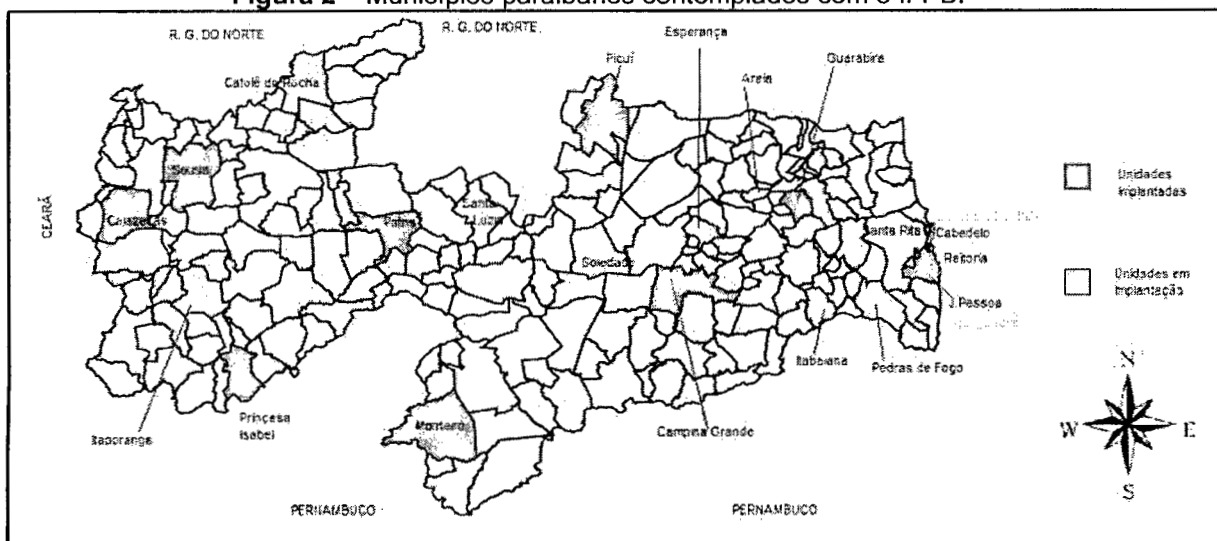 Figura 2 – Municípios paraibanos contemplados com o IFPB.
R. G. DO NORTE
R. G. DO NORTE
Esperança
Picuí
Guarabira
Areia
Catolé do Rocha
Sousa
Unidades
Implantadas
CEARÁ
Cajazeiras
Patos
Santa
Luzia
Santa Rita
Cabedelo
Soledade
Reitoria
Unidades em
Implantação
J. Pessoa
Itabaiana
Pedras de Fogo
Itaporanga
Princesa
Isabel
Monteiro
Campina Grande
N
W
E
S
PERNAMBUCO
PERNAMBUCO